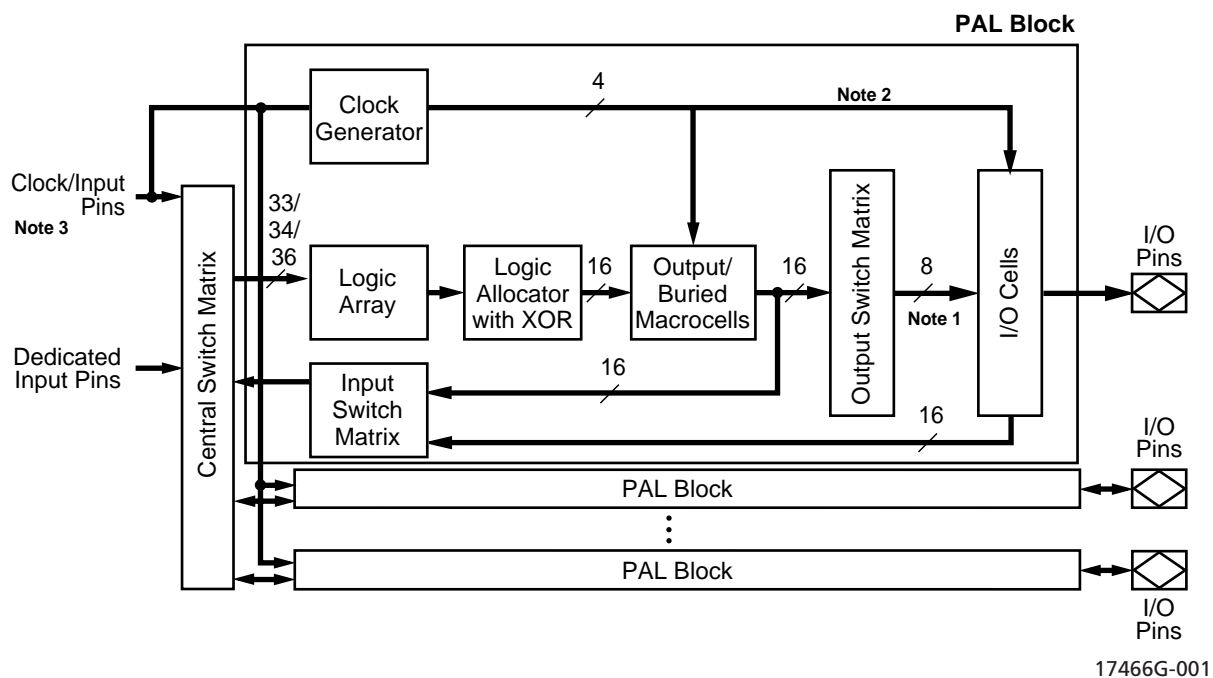 PAL Block
Clock
Generator
4
Note 2
Clock/Input
Pins
Note 3
33/
34/
36
Central Switch Matrix
Logic
Array
Logic
Allocator
with XOR
16
Output/
Buried
Macrocells
16
Output Switch Matrix
8
Note 1
I/O Cells
I/O
Pins
Dedicated
Input Pins
Input
Switch
Matrix
16
16
I/O
Pins
PAL Block
PAL Block
I/O
Pins
17466G-001